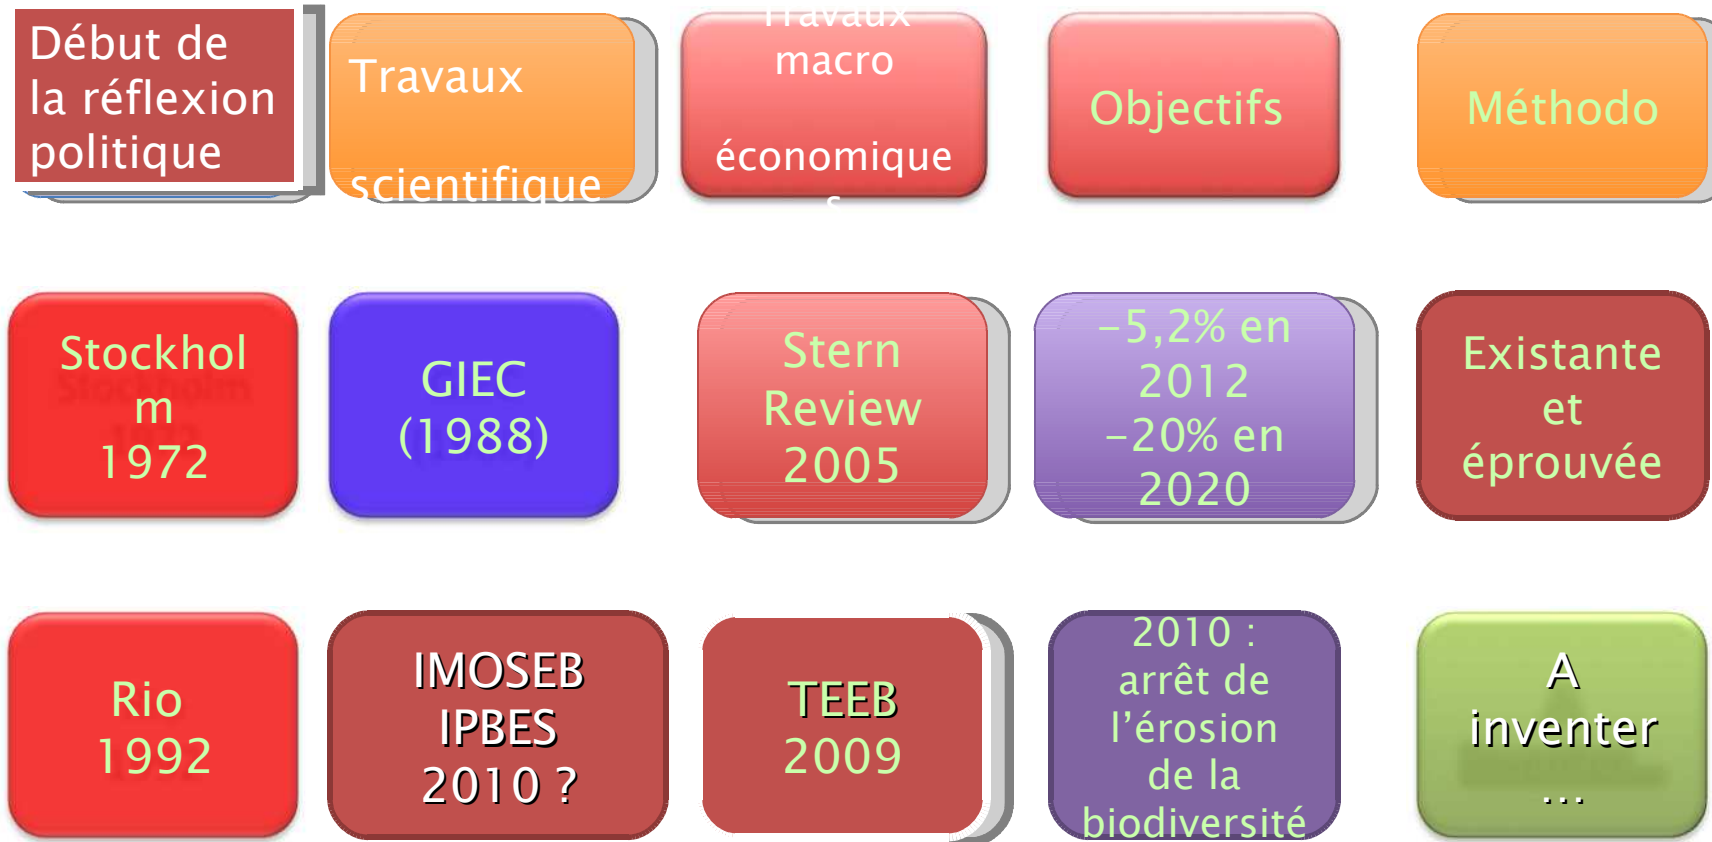 Début de
la réflexion
politique
Travaux
scientifique
Travaux
macro
économique
s
Objectifs
Méthodo
Stockhol
m
1972
GIEC
(1988)
Stern
Review
2005
-5,2% en
2012
-20% en
2020
Existante
et
éprouvée
Rio
1992
IMOSEB
IPBES
2010 ?
TEEB
2009
2010 :
arrêt de
l’érosion
de la
biodiversité
A
inventer
...